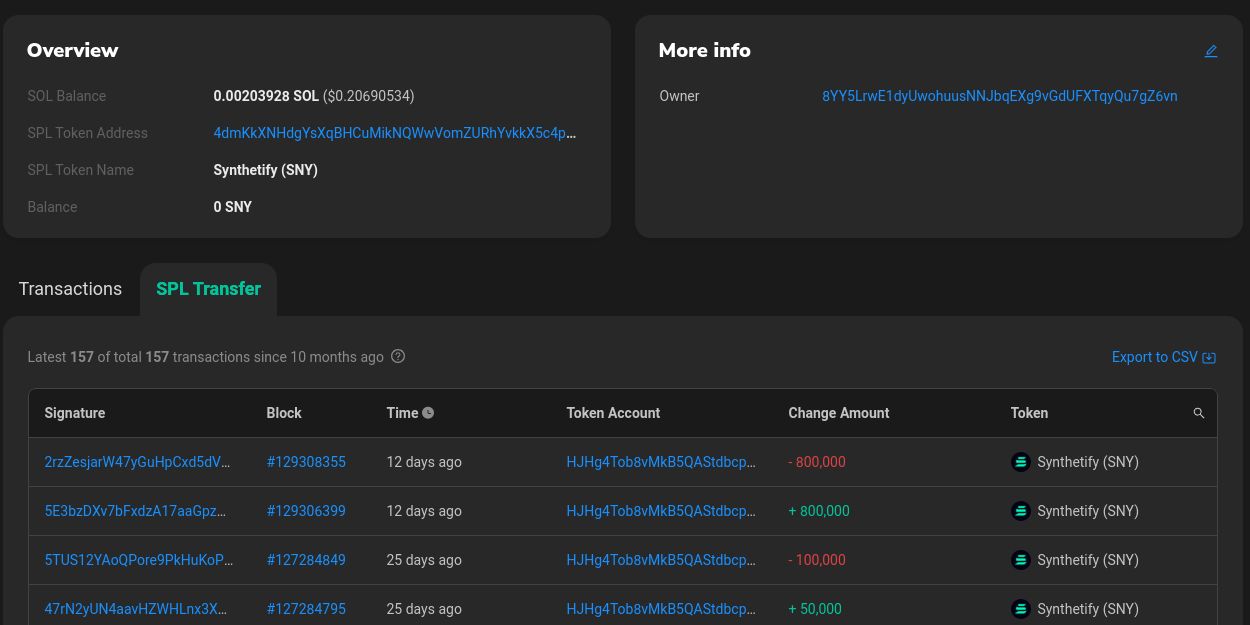 Overview
SOL Balance 0.00203928 SOL ($0.20690534)
SPL Token Address 4dmKkXNHdgYsXqBHCuMikNQWwVomZURhYvkkX5c4p...
SPL Token Name Synthetify (SNY)
Balance 0 SNY
More info
Owner 8YY5LrwE1dyUwohuusNNJbqEXg9vGdUFXTqyQu7gZ6vn
Transactions SPL Transfer
Latest 157 of total 157 transactions since 10 months ago Export to CSV
Signature Block Time Token Account Change Amount Token
2rzZesjarW47yGuHpCxd5dV... #129308355 12 days ago HJHg4Tob8vMkB5QAStdbcp... - 800,000 Synthetify (SNY)
5E3bzDXv7bFxdzA17aaGpz... #129306399 12 days ago HJHg4Tob8vMkB5QAStdbcp... + 800,000 Synthetify (SNY)
5TUS12YAoQPore9PkHuKoP... #127284849 25 days ago HJHg4Tob8vMkB5QAStdbcp... - 100,000 Synthetify (SNY)
47rN2yUN4aavHZWHLnx3X... #127284795 25 days ago HJHg4Tob8vMkB5QAStdbcp... + 50,000 Synthetify (SNY)